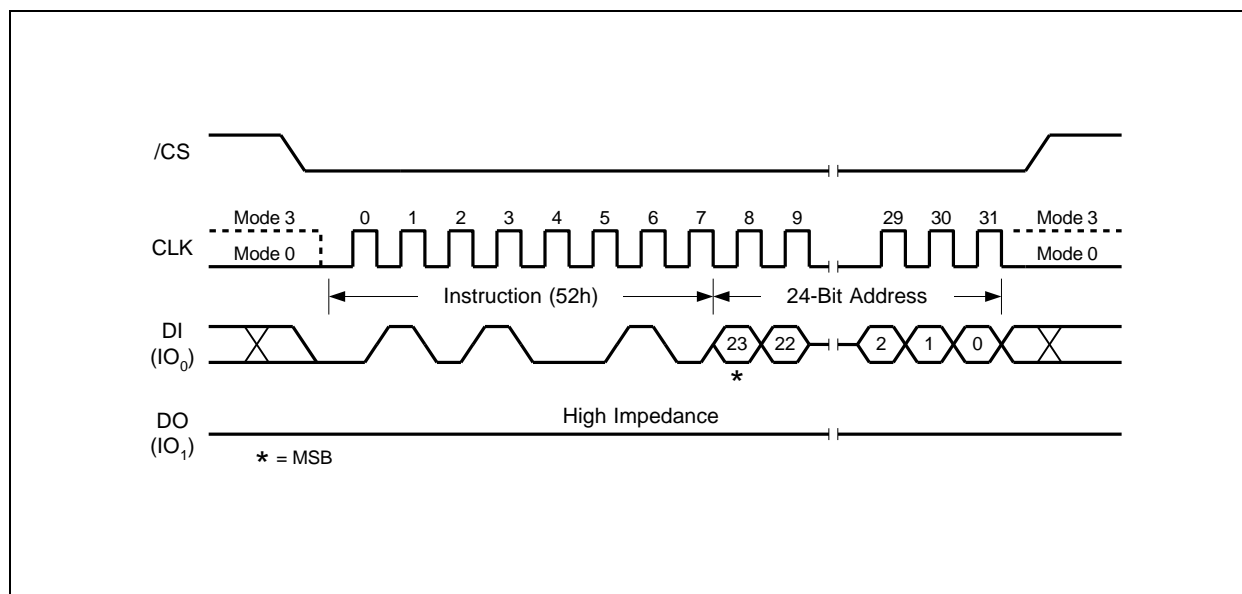 /CS
Mode 3 0 1 2 3 4 5 6 7 8 9 29 30 31 Mode 3
CLK
Mode 0 Mode 0
Instruction (52h) 24-Bit Address
DI
(IO0) 23 22 2 1 0
*
DO High Impedance
(IO1)
* = MSB